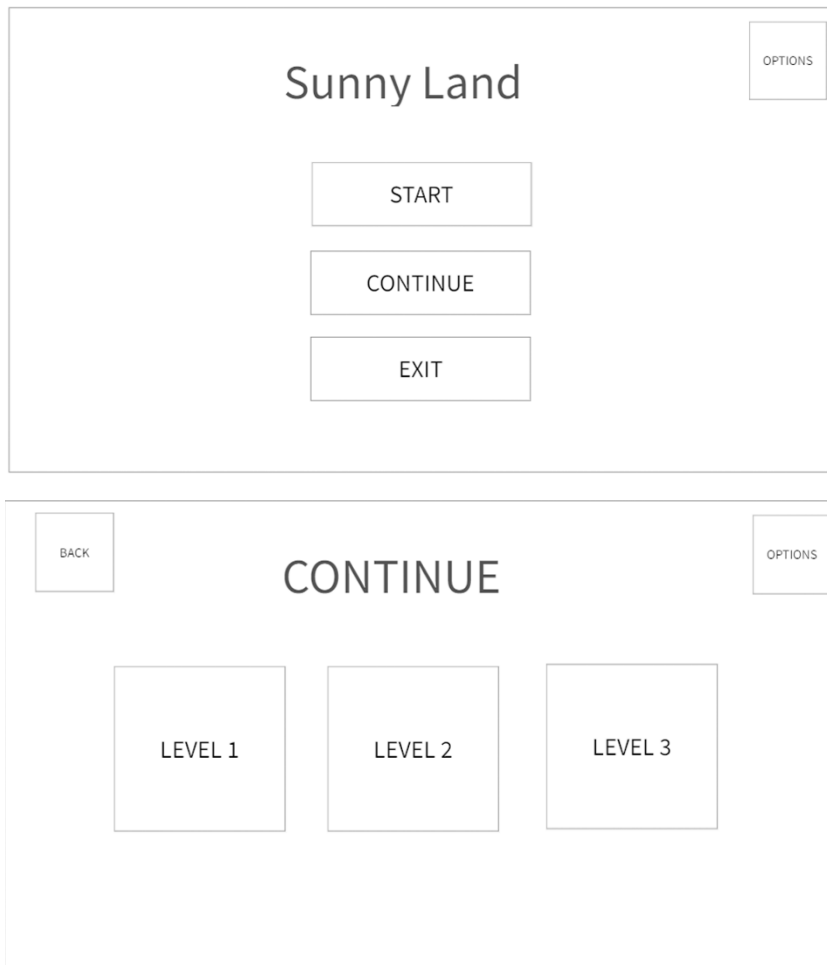 OPTIONS
Sunny Land
START
CONTINUE
EXIT
BACK
OPTIONS
CONTINUE
LEVEL 1
LEVEL 2
LEVEL 3